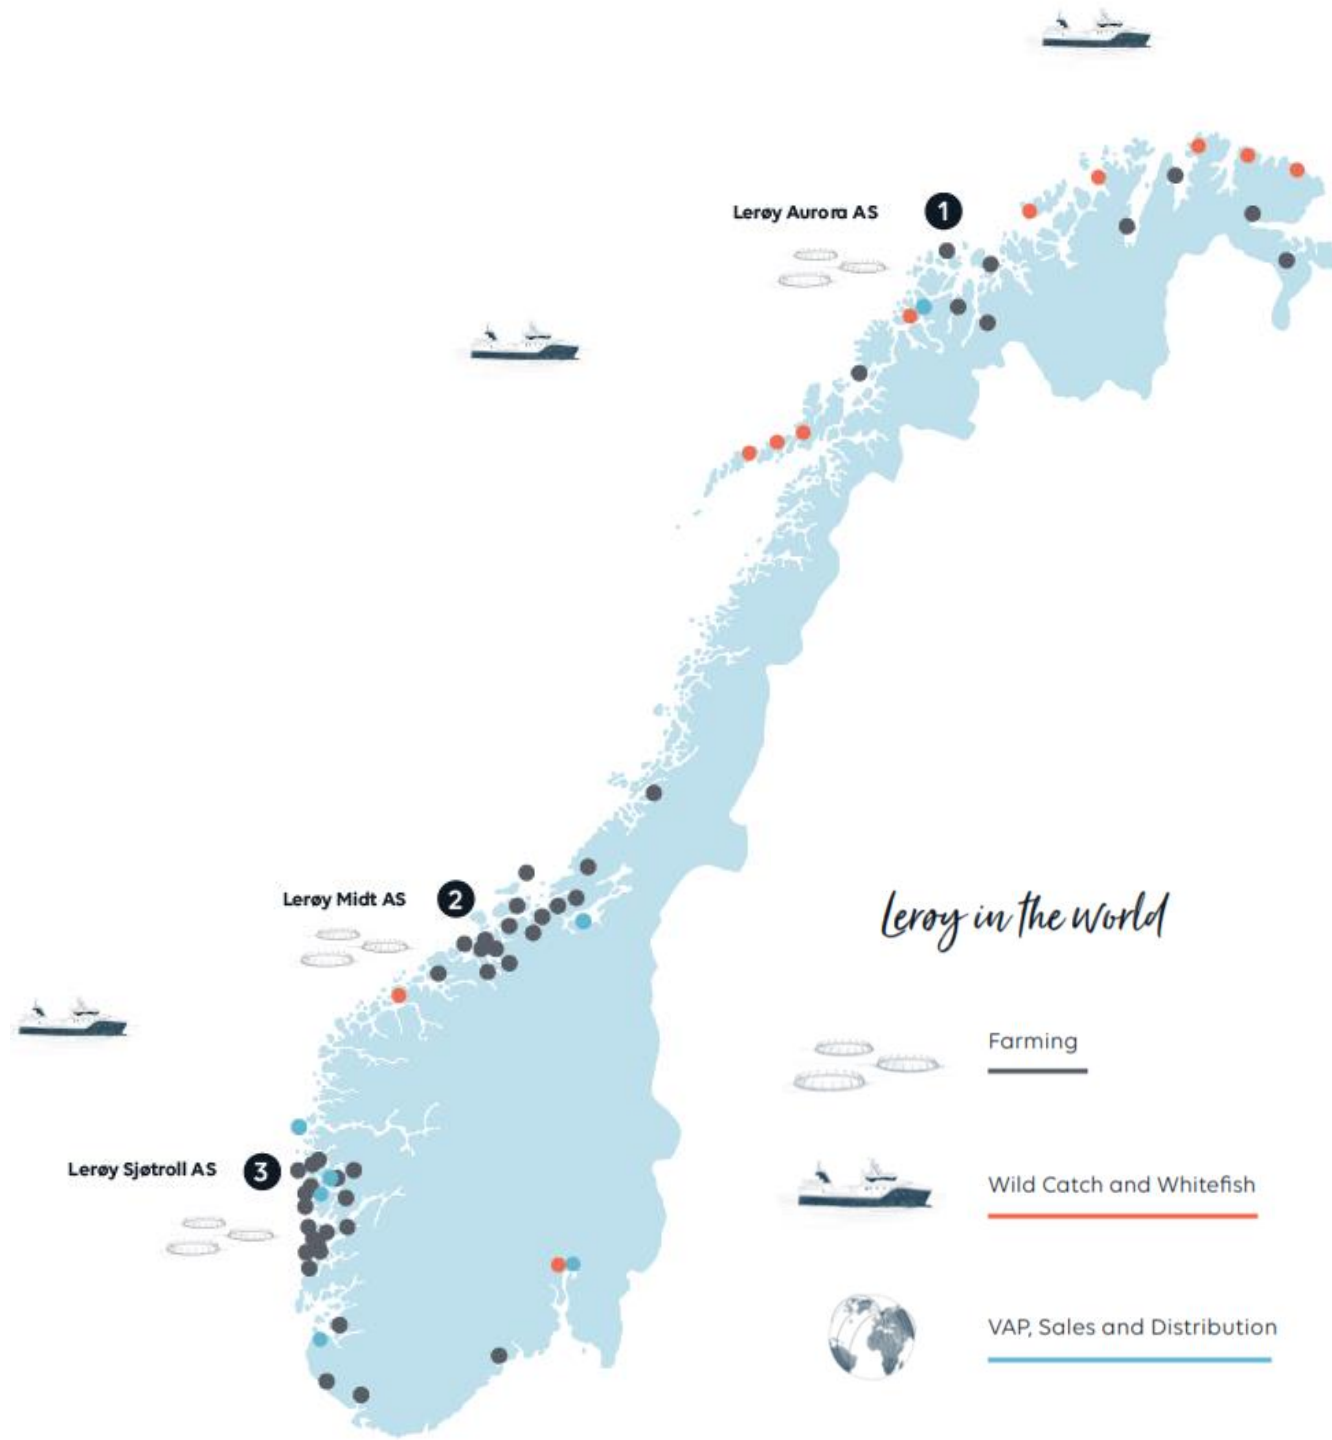 Lerøy Aurora AS
1
Lerøy Midt AS
2
Lerøy in the world
Farming
Lerøy Sjøtroll AS
3
Wild Catch and Whitefish
VAP, Sales and Distribution